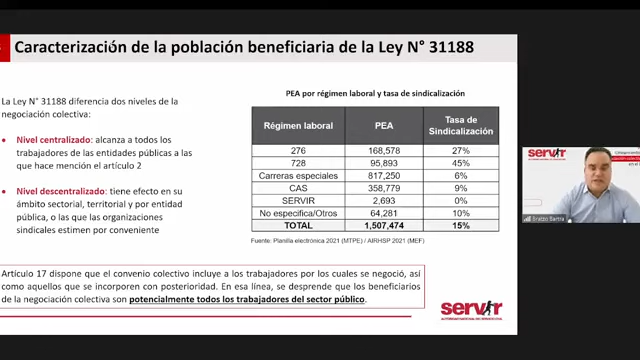 Caracterización de la población beneficiaria de la Ley N° 31188
La Ley N° 31188 diferencia dos niveles de la
negociación colectiva:
• Nivel centralizado: alcanza a todos los
trabajadores de las entidades públicas a las
que hace mención el artículo 2
• Nivel descentralizado: tiene efecto en su
ámbito sectorial, territorial y por entidad
pública, o las que las organizaciones
sindicales estimen por conveniente
PEA por régimen laboral y tasa de sindicalización
Régimen laboral PEA Tasa de Sindicalización
276 168,578 27%
728 95,893 45%
Carreras especiales 817,250 6%
CAS 358,779 9%
SERVIR 2,693 0%
No especifica/Otros 64,281 10%
TOTAL 1,507,474 15%
Fuente: Planilla electrónica 2021 (MTPE) / AIRHSP 2021 (MEF)
Artículo 17 dispone que el convenio colectivo incluye a los trabajadores por los cuales se negoció, así
como aquellos que se incorporen con posterioridad. En esa línea, se desprende que los beneficiarios
de la negociación colectiva son potencialmente todos los trabajadores del sector público.
servir
servir